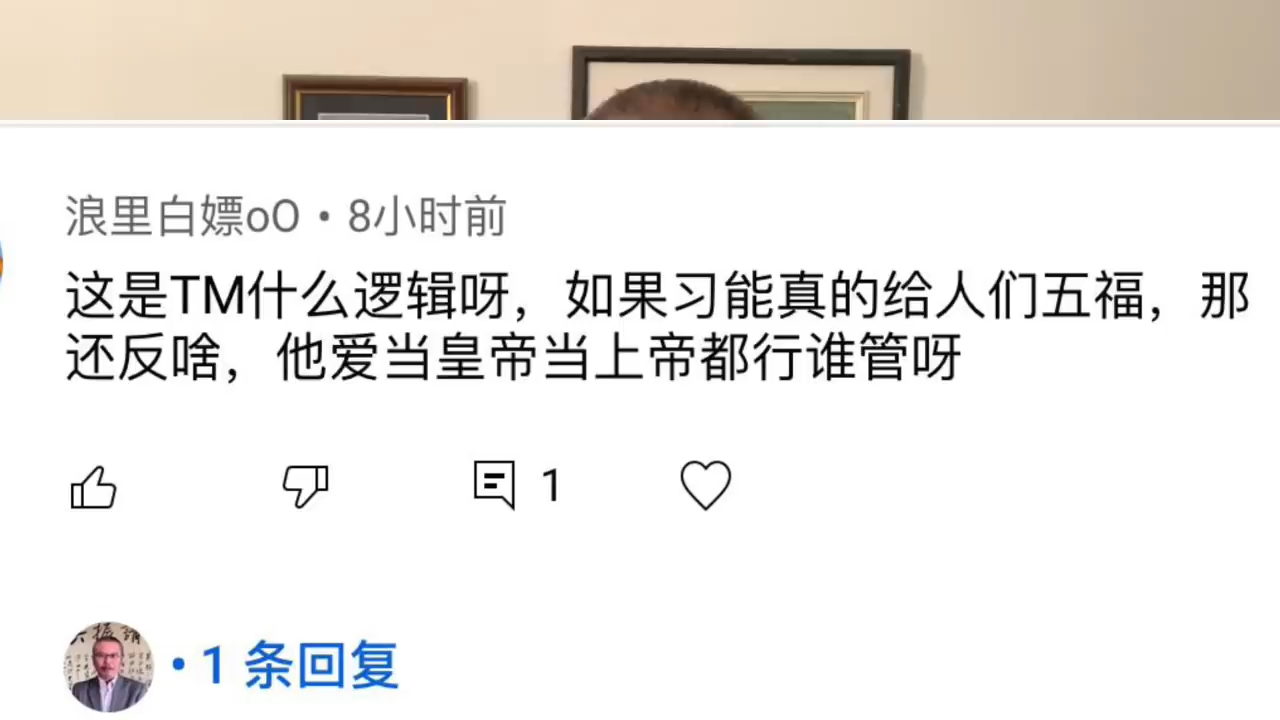 浪里白嫖oO • 8小时前
这是TM什么逻辑呀，如果习能真的给人们五福，那
还反啥，他爱当皇帝当上帝都行谁管呀
1
• 1 条回复